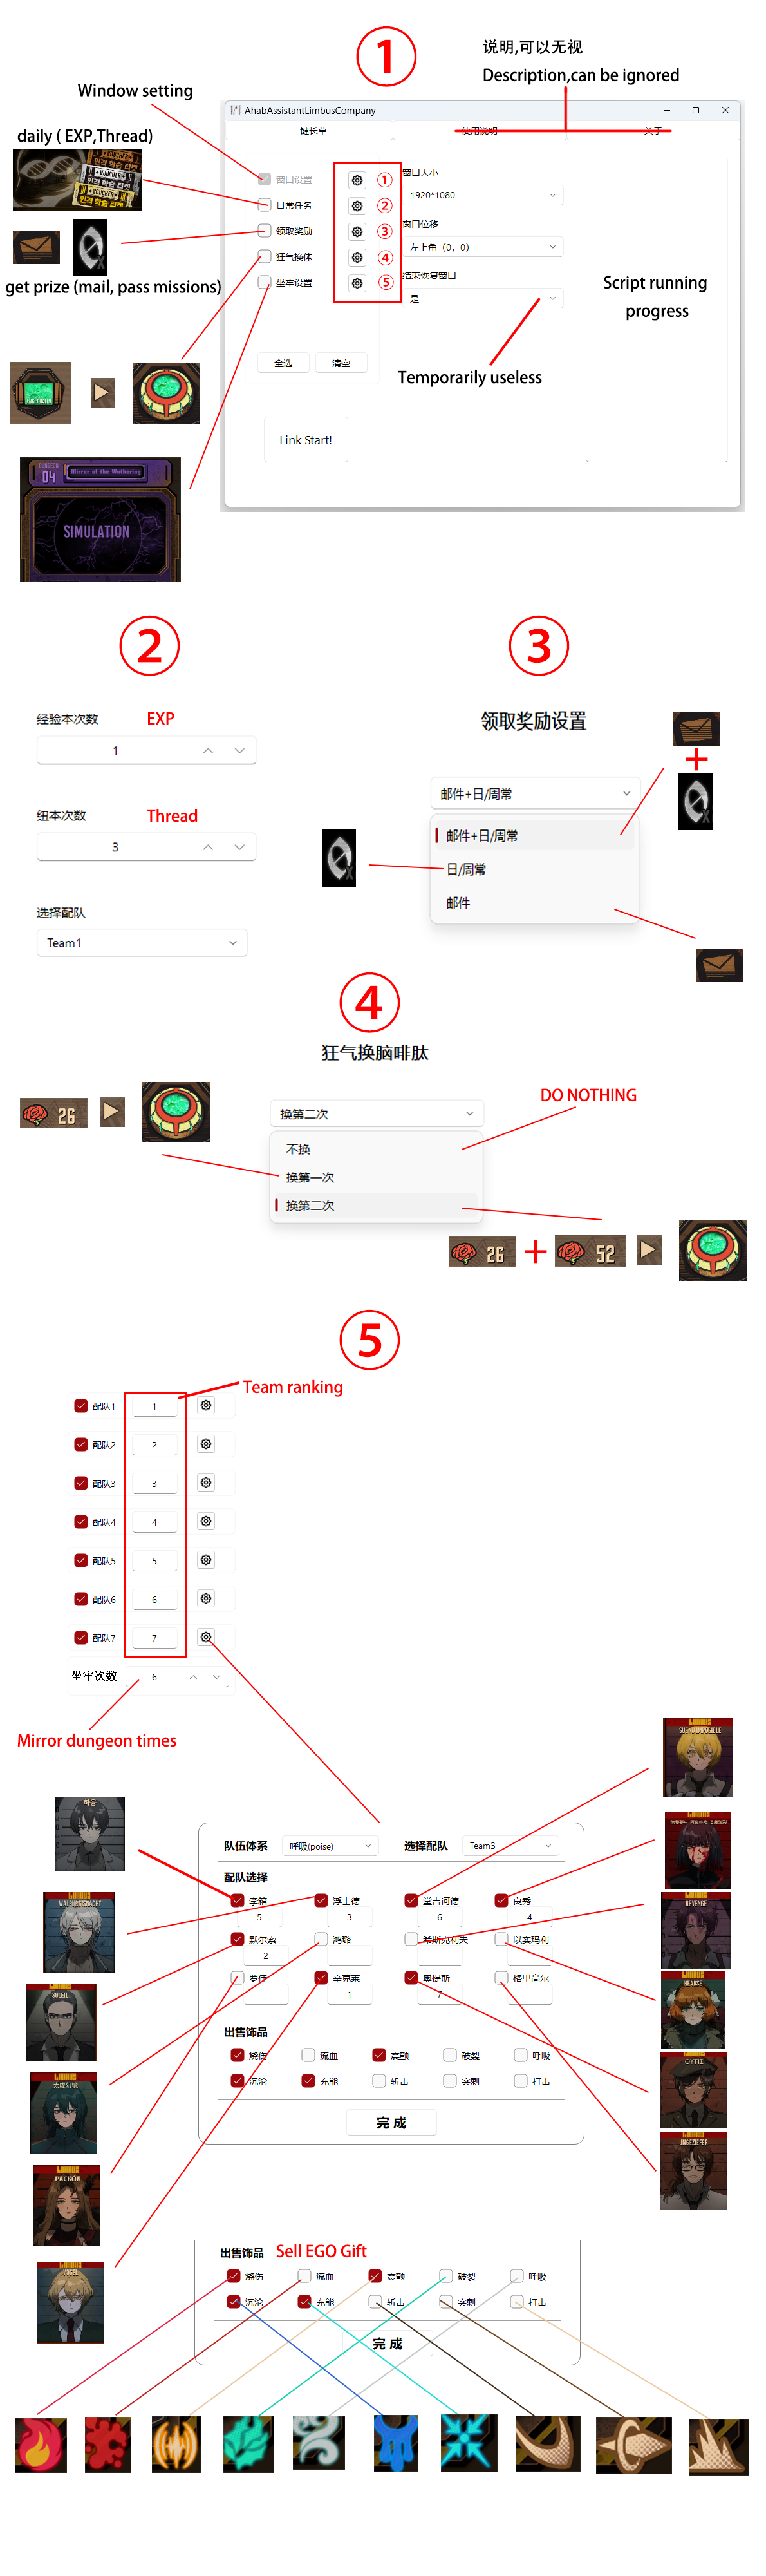 ①
说明,可以无视
Description,can be ignored
Window setting
AhabAssistantLimbusCompany
一键长草
使用说明
关于
daily ( EXP,Thread)
VOUCHER
VOUCHER
窗口设置
①
日常任务
②
领取奖励
③
狂气换体
④
坐牢设置
⑤
窗口大小
1920*1080
窗口位移
左上角（0，0）
结束恢复窗口
是
get prize (mail, pass missions)
Script running
progress
Temporarily useless
全选
清空
Link Start!
DUNGEON
04
Mirror of the Wuthering
SIMULATION
②
经验本次数
EXP
1
纽本次数
Thread
3
选择配队
Team1
③
领取奖励设置
邮件+日/周常
邮件+日/周常
日/周常
邮件
+
④
狂气换脑啡肽
26
换第二次
不换
换第一次
换第二次
DO NOTHING
26
+
52
⑤
Team ranking
配队1
1
配队2
2
配队3
3
配队4
4
配队5
5
配队6
6
配队7
7
坐牢次数
6
Mirror dungeon times
队伍体系
呼吸(poise)
选择配队
Team3
配队选择
李箱
浮士德
堂吉诃德
良秀
5
3
6
4
默尔索
鸿璐
希斯克利夫
以实玛利
2
罗佳
辛克莱
奥提斯
格里高尔
1
7
出售饰品
烧伤
流血
震颤
破裂
呼吸
沉沦
充能
斩击
突刺
打击
完 成
하융
WALPURGISNACHT
SOLEIL
REVENGE
HEARSE
UNGEZIEFER
出售饰品
Sell EGO Gift
烧伤
流血
震颤
破裂
呼吸
沉沦
充能
斩击
突刺
打击
完 成